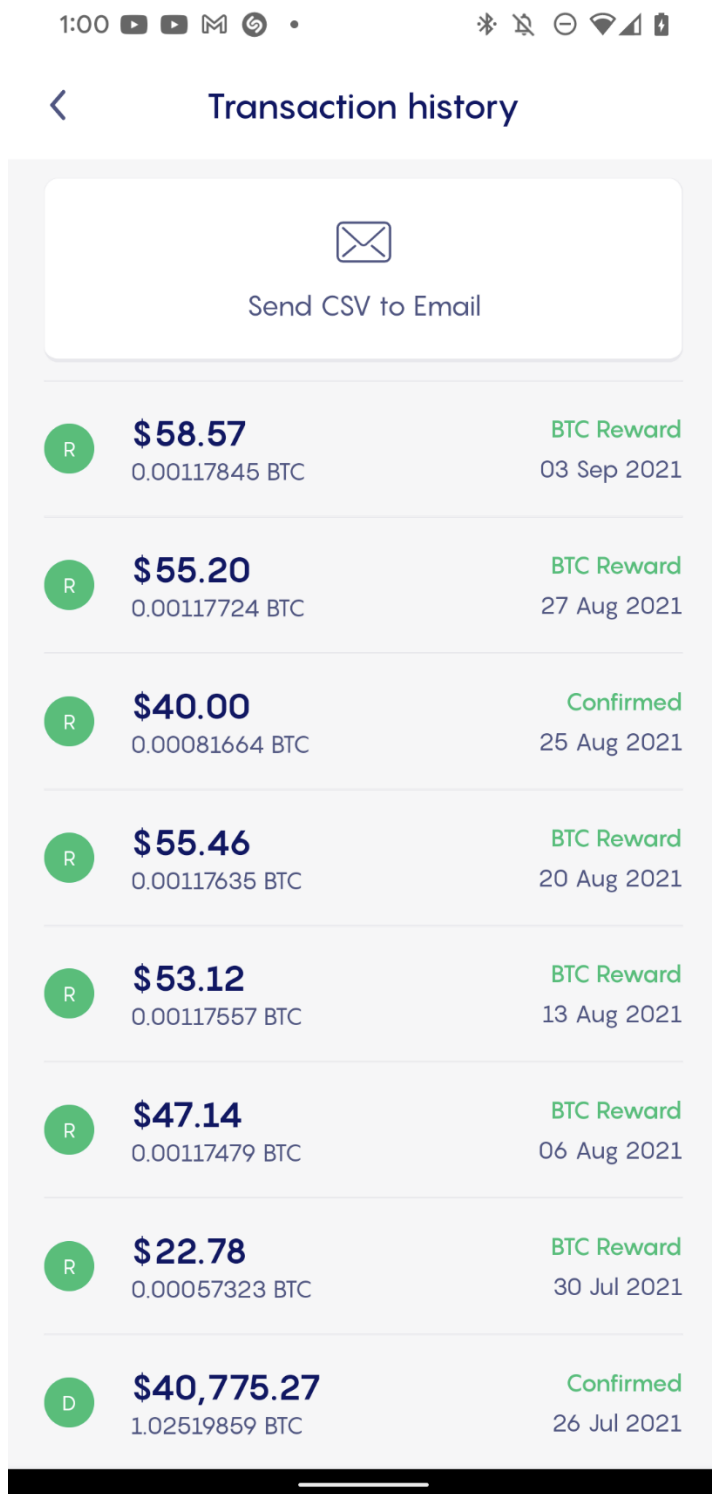 1:00
Transaction history
Send CSV to Email
R
$58.57
BTC Reward
0.00117845 BTC
03 Sep 2021
R
$55.20
BTC Reward
0.00117724 BTC
27 Aug 2021
R
$40.00
Confirmed
0.00081664 BTC
25 Aug 2021
R
$55.46
BTC Reward
0.00117635 BTC
20 Aug 2021
R
$53.12
BTC Reward
0.00117557 BTC
13 Aug 2021
R
$47.14
BTC Reward
0.00117479 BTC
06 Aug 2021
R
$22.78
BTC Reward
0.00057323 BTC
30 Jul 2021
D
$40,775.27
Confirmed
1.02519859 BTC
26 Jul 2021